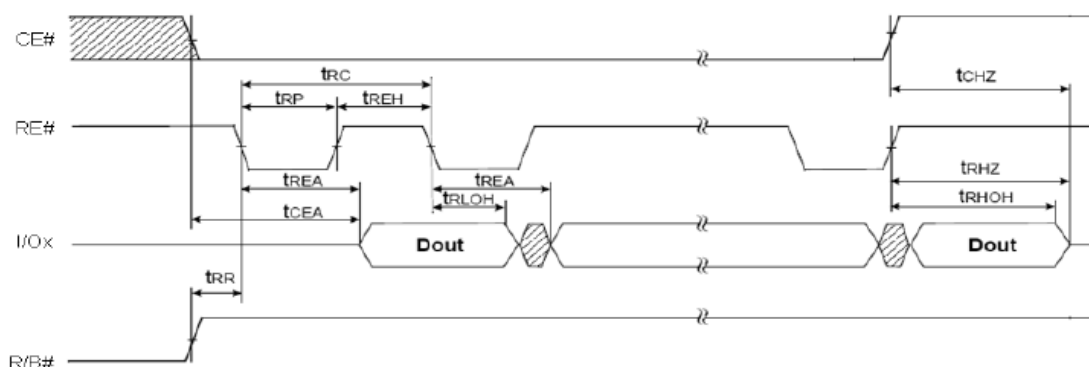 CE#
tRC
tCHZ
tRP
tREH
RE#
tREA
tREA
tRHZ
tCEA
tRLOH
tRHOH
I/Ox
Dout
Dout
tRR
R/B#